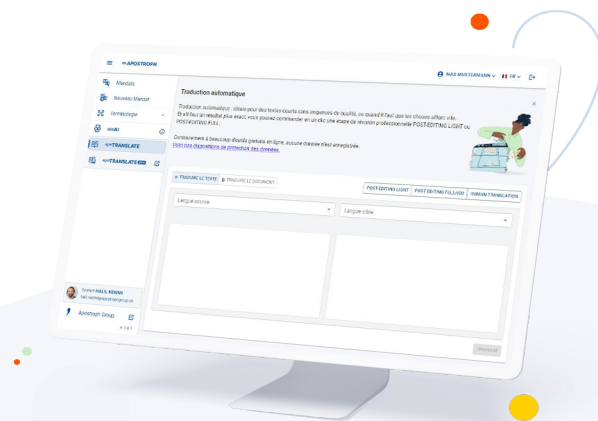 APOSTROPH
MAX MUSTERMANN
FR
Mandats
Nouveau Mandat
Terminologie
TRANSLATE
TRANSLATE
Traduction automatique
Traduction automatique : idéale pour des textes courts sans exigences de qualité, ou quand il faut que les choses aillent vite.
Et s'il faut un résultat plus exact, vous pouvez commander en un clic une étape de révision professionnelle POST-EDITING LIGHT ou
POST-EDITING FULL.
Contrairement à beaucoup d'outils gratuits en ligne, aucune donnée n'est enregistrée.
Voici nos dispositions de protection des données.
TRADUIRE LE TEXTE
TRADUIRE LE DOCUMENT
POST-EDITING LIGHT
POST-EDITING FULL/ISO
HUMAN TRANSLATION
Langue source
Langue cible
Apostroph Group